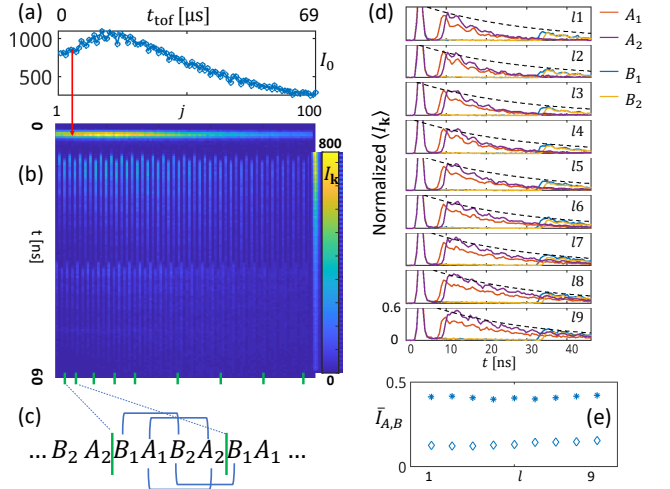 (a)
0 t_tof [μs] 69
1000
500
I_0
1 j 100
(b)
0
t [ns]
60
800
I_k
0
(c)
... B_2 A_2 B_1 A_1 B_2 A_2 B_1 A_1 ...
(d)
Normalized ⟨I_k⟩
l1
l2
l3
l4
l5
l6
l7
l8
l9
A_1
A_2
B_1
B_2
0.6
0
0 10 20 30 40
t [ns]
(e)
0.5
Ī_A,B
0
1 l 9